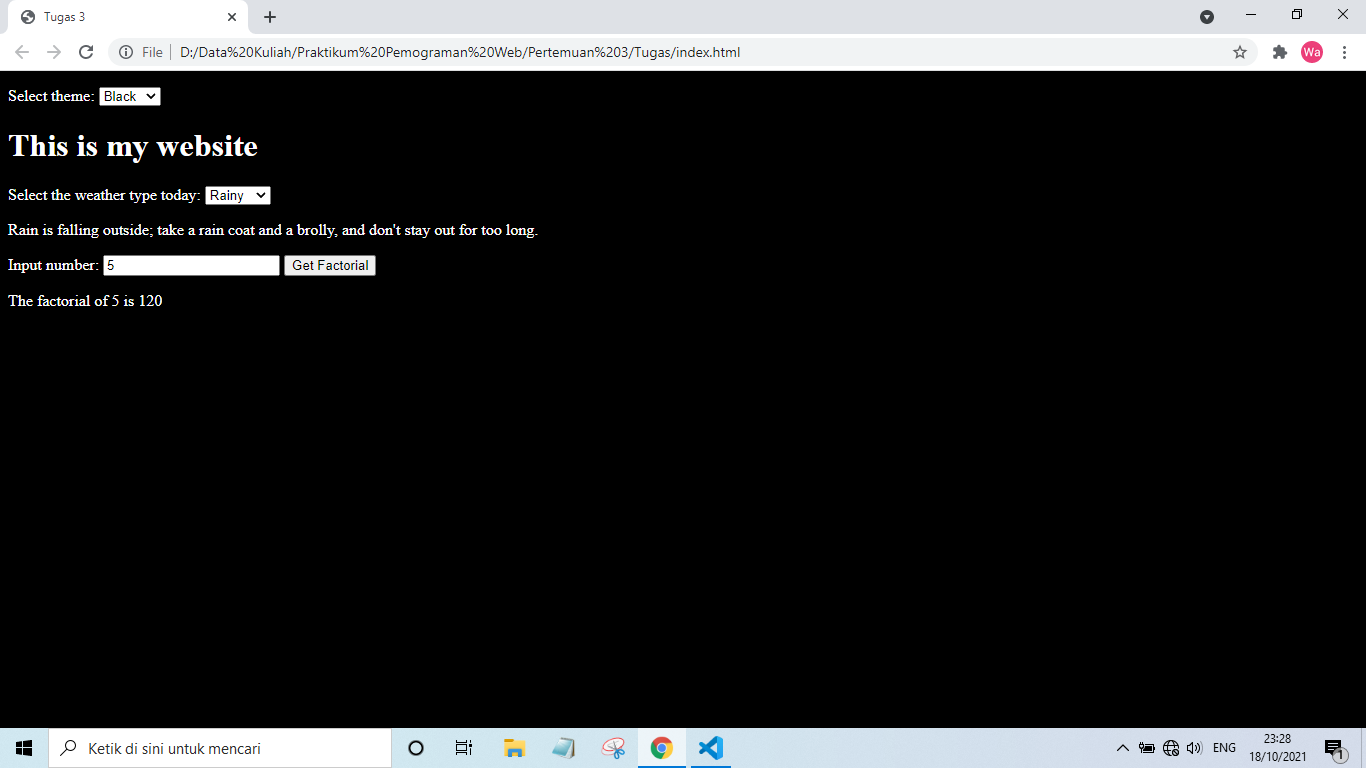 Tugas 3
File
D:/Data%20Kuliah/Praktikum%20Pemograman%20Web/Pertemuan%203/Tugas/index.html
Wa
Select theme: Black
This is my website
Select the weather type today: Rainy
Rain is falling outside; take a rain coat and a brolly, and don't stay out for too long.
Input number: 5 Get Factorial
The factorial of 5 is 120
Ketik di sini untuk mencari
ENG
23:28
18/10/2021
1